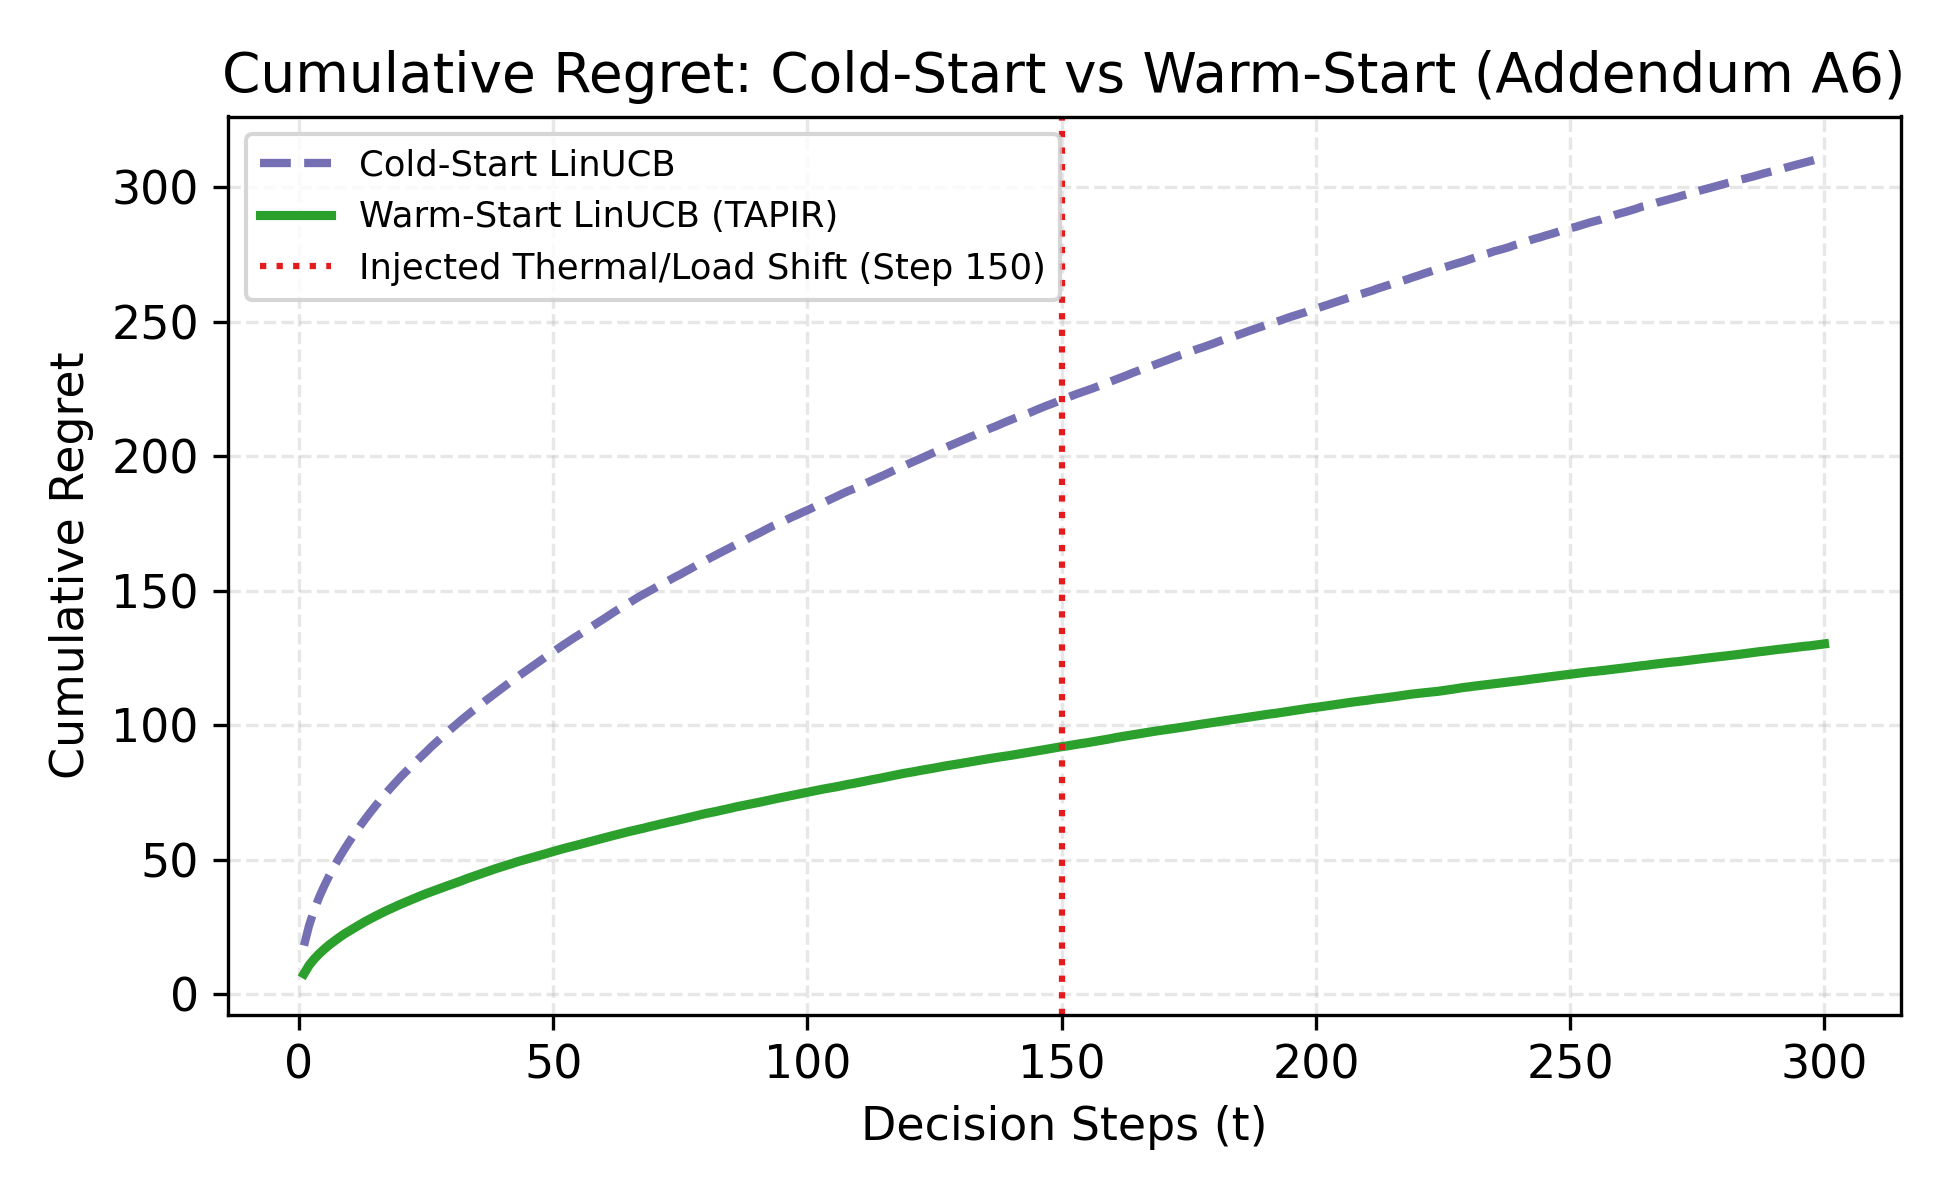 Cumulative Regret: Cold-Start vs Warm-Start (Addendum A6)
Cold-Start LinUCB
Warm-Start LinUCB (TAPIR)
Injected Thermal/Load Shift (Step 150)
Cumulative Regret
300
250
200
150
100
50
0
0 50 100 150 200 250 300
Decision Steps (t)